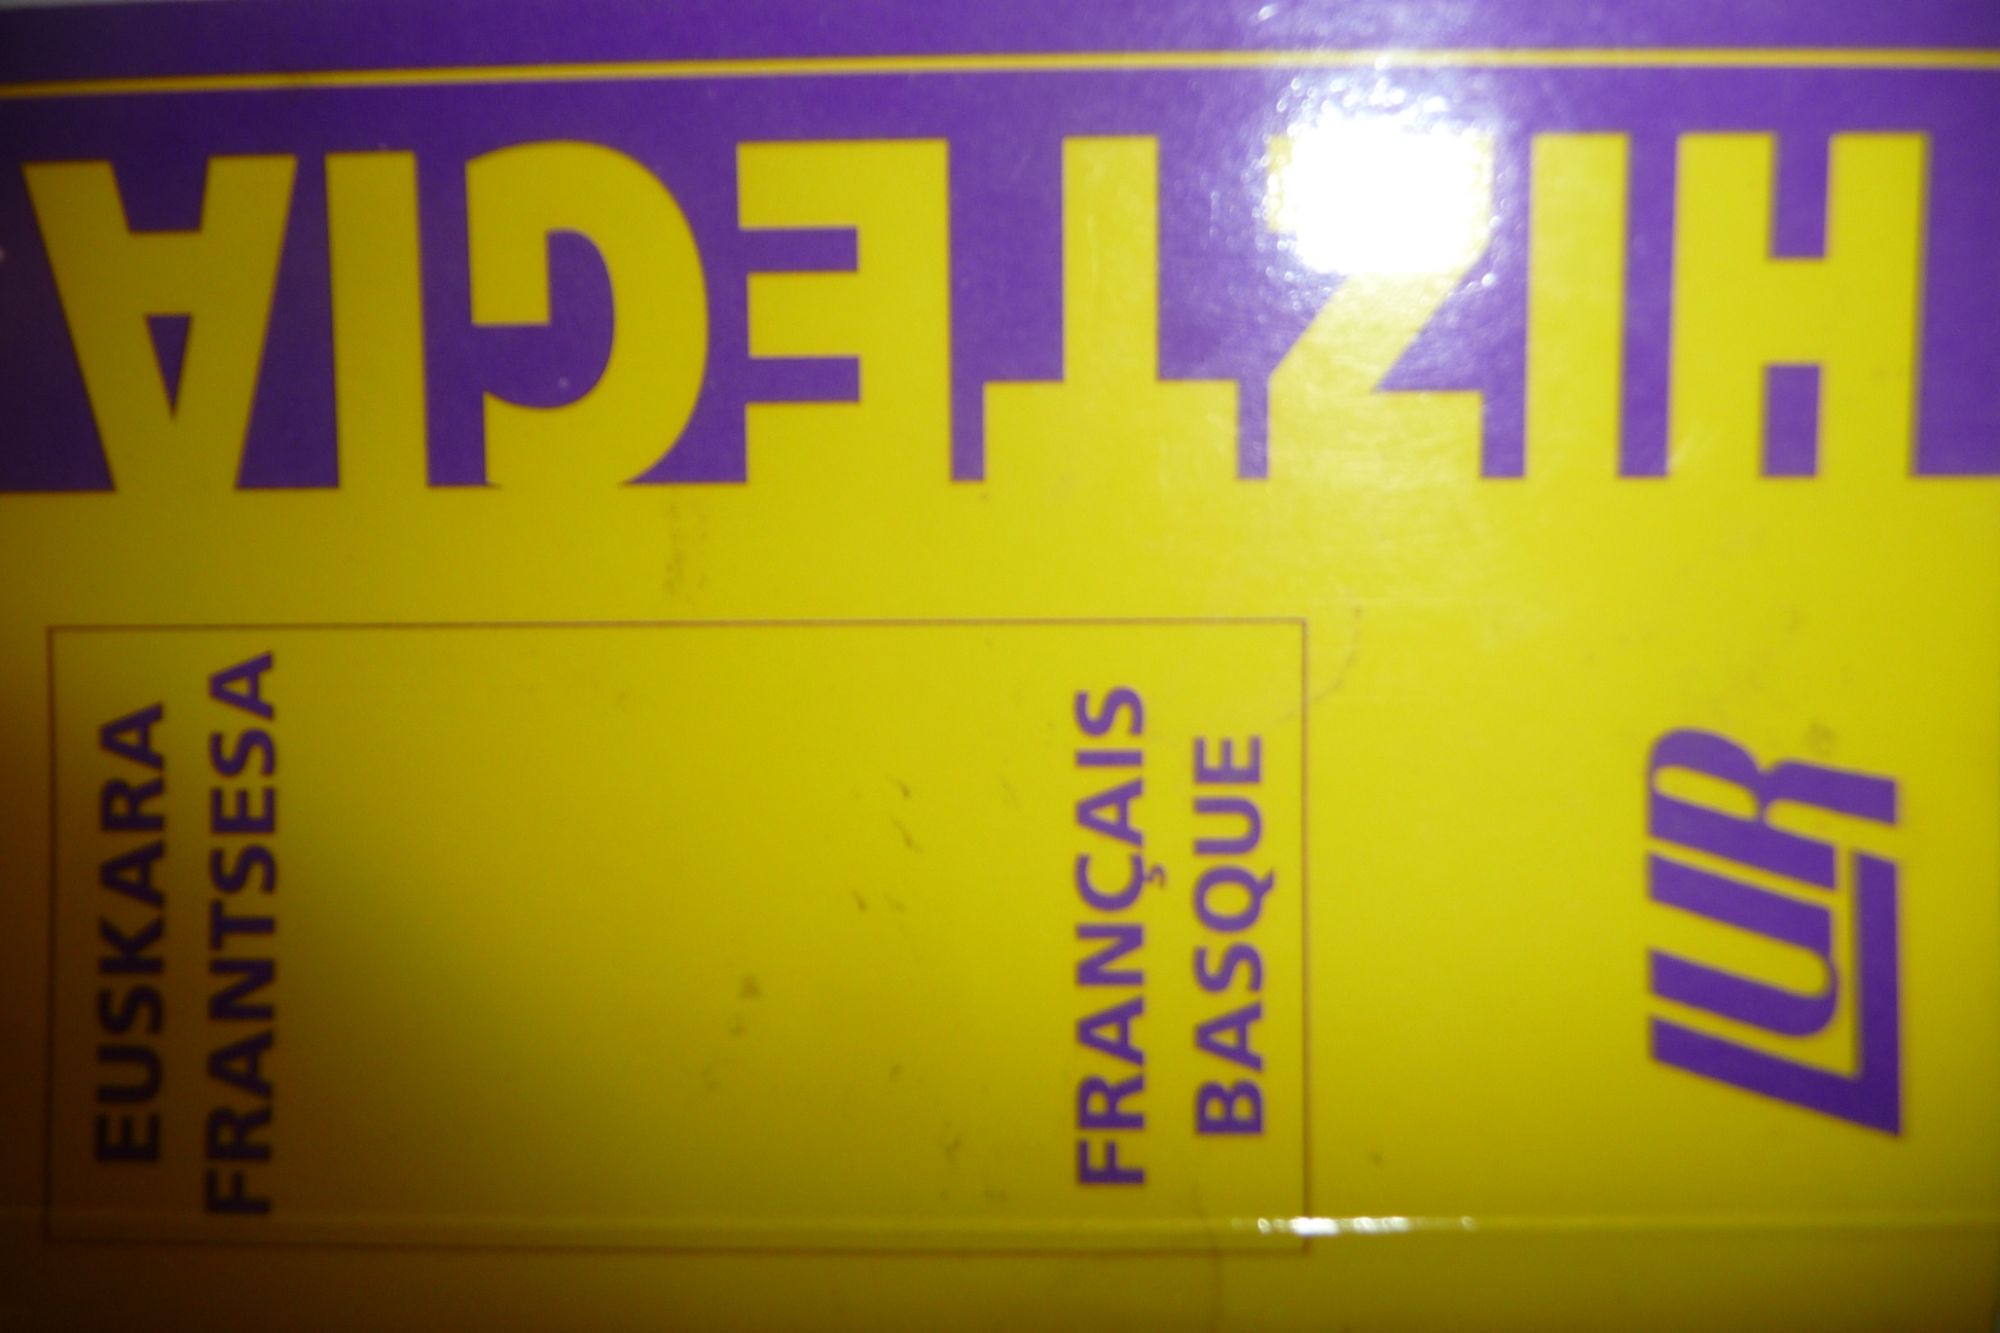 HIZTEGIA
EUSKARA
FRANTSESA
FRANÇAIS
BASQUE
LUR